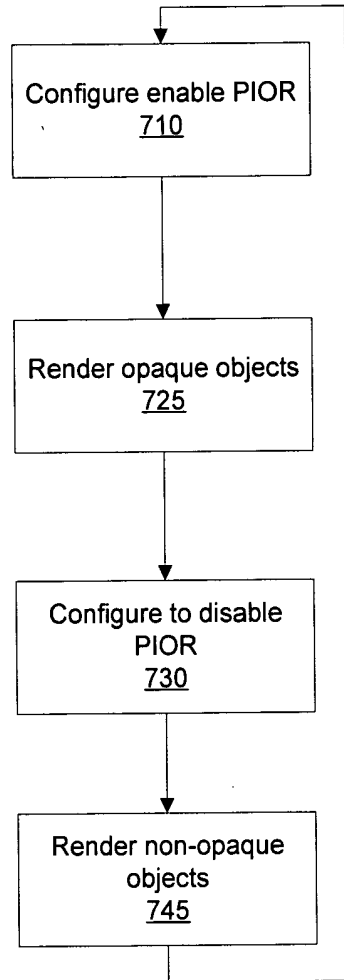 Configure enable PIOR
710
Render opaque objects
725
Configure to disable
PIOR
730
Render non-opaque
objects
745